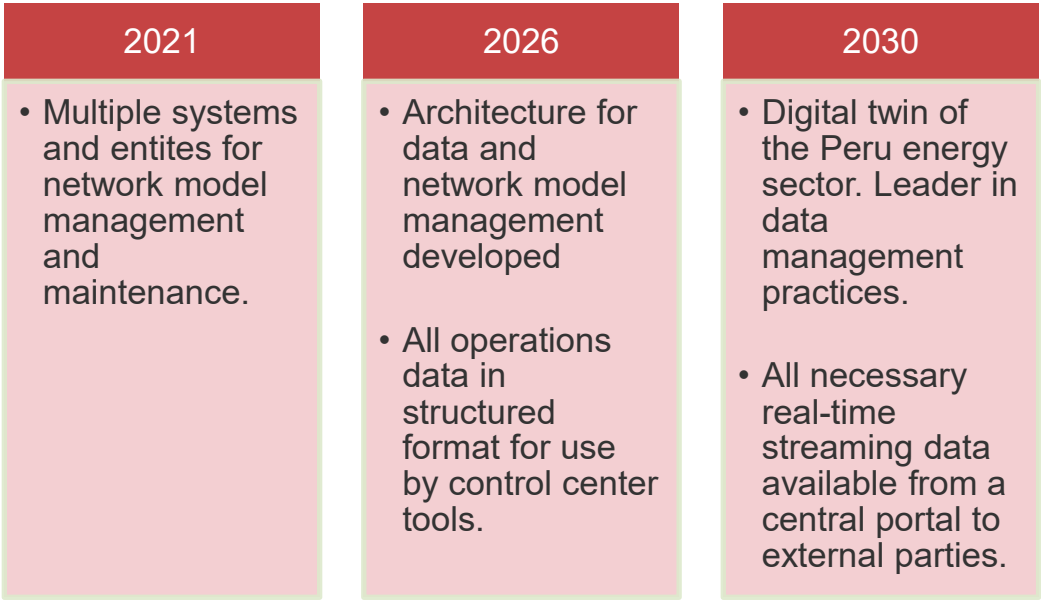 2021
• Multiple systems
and entites for
network model
management
and
maintenance.
2026
• Architecture for
data and
network model
management
developed
• All operations
data in
structured
format for use
by control center
tools.
2030
• Digital twin of
the Peru energy
sector. Leader in
data
management
practices.
• All necessary
real-time
streaming data
available from a
central portal to
external parties.